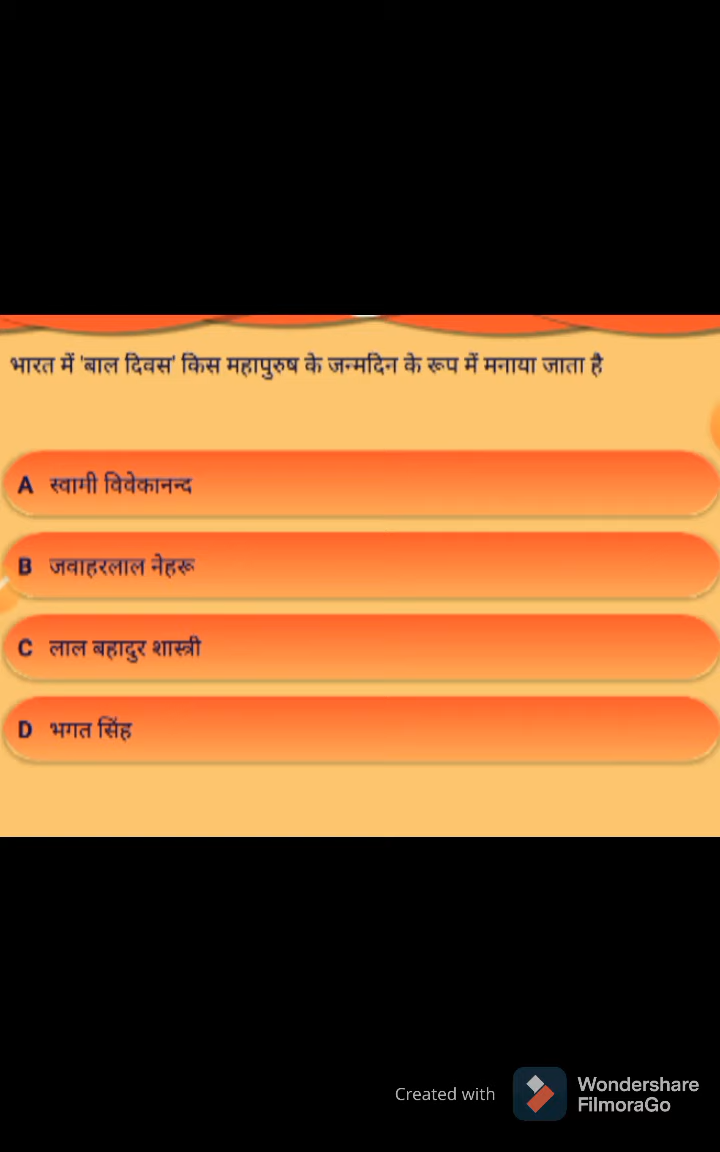 भारत में 'बाल दिवस' किस महापुरुष के जन्मदिन के रूप में मनाया जाता है
A स्वामी विवेकानन्द
B जवाहरलाल नेहरू
C लाल बहादुर शास्त्री
D भगत सिंह
Created with Wondershare
FilmoraGo